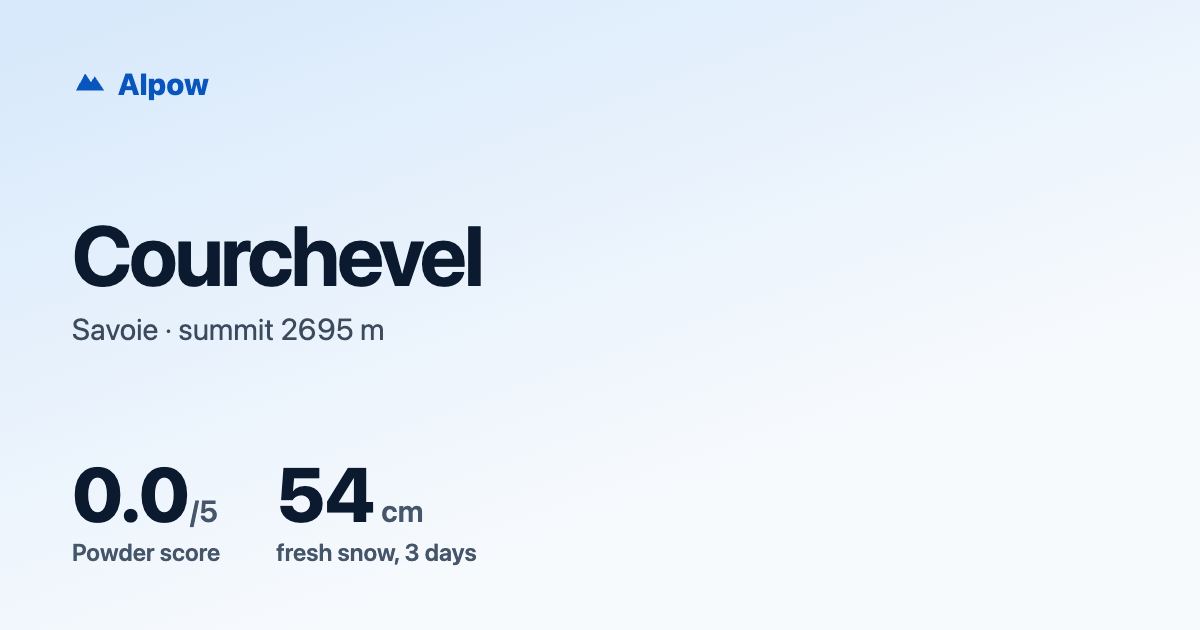 Alpow
Courchevel
Savoie · summit 2695 m
0.0/5 54 cm
Powder score fresh snow, 3 days